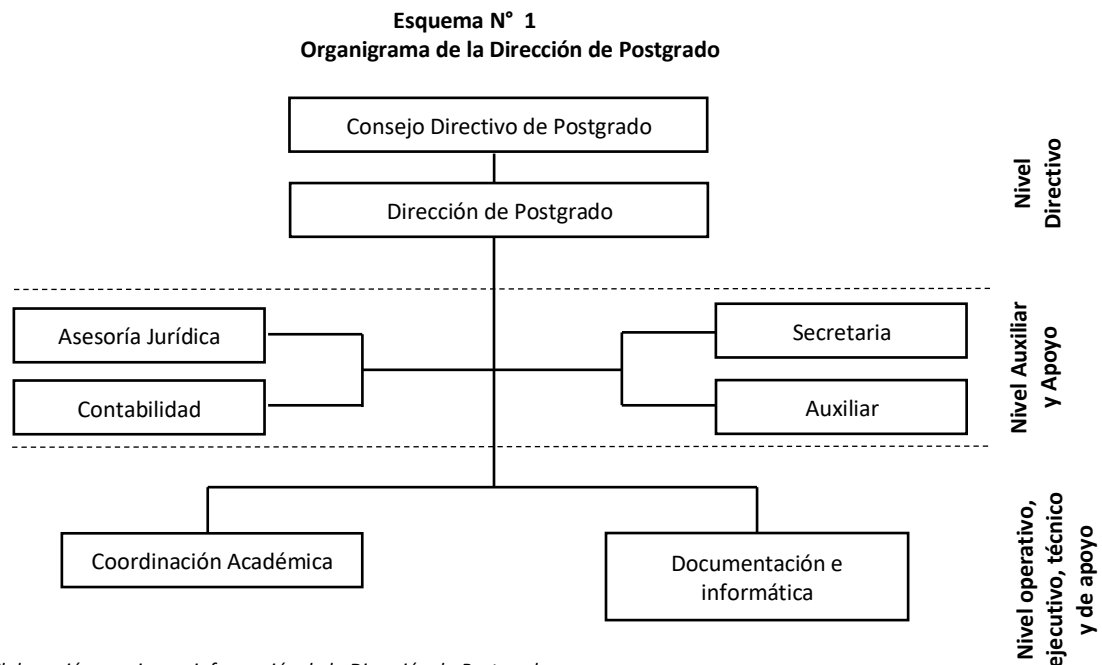 Esquema N° 1
Organigrama de la Dirección de Postgrado
Consejo Directivo de Postgrado
Dirección de Postgrado
Nivel
Directivo
Asesoría Jurídica
Secretaria
Contabilidad
Auxiliar
Nivel Auxiliar
y Apoyo
Coordinación Académica
Documentación e
informática
Nivel operativo,
ejecutivo, técnico
y de apoyo